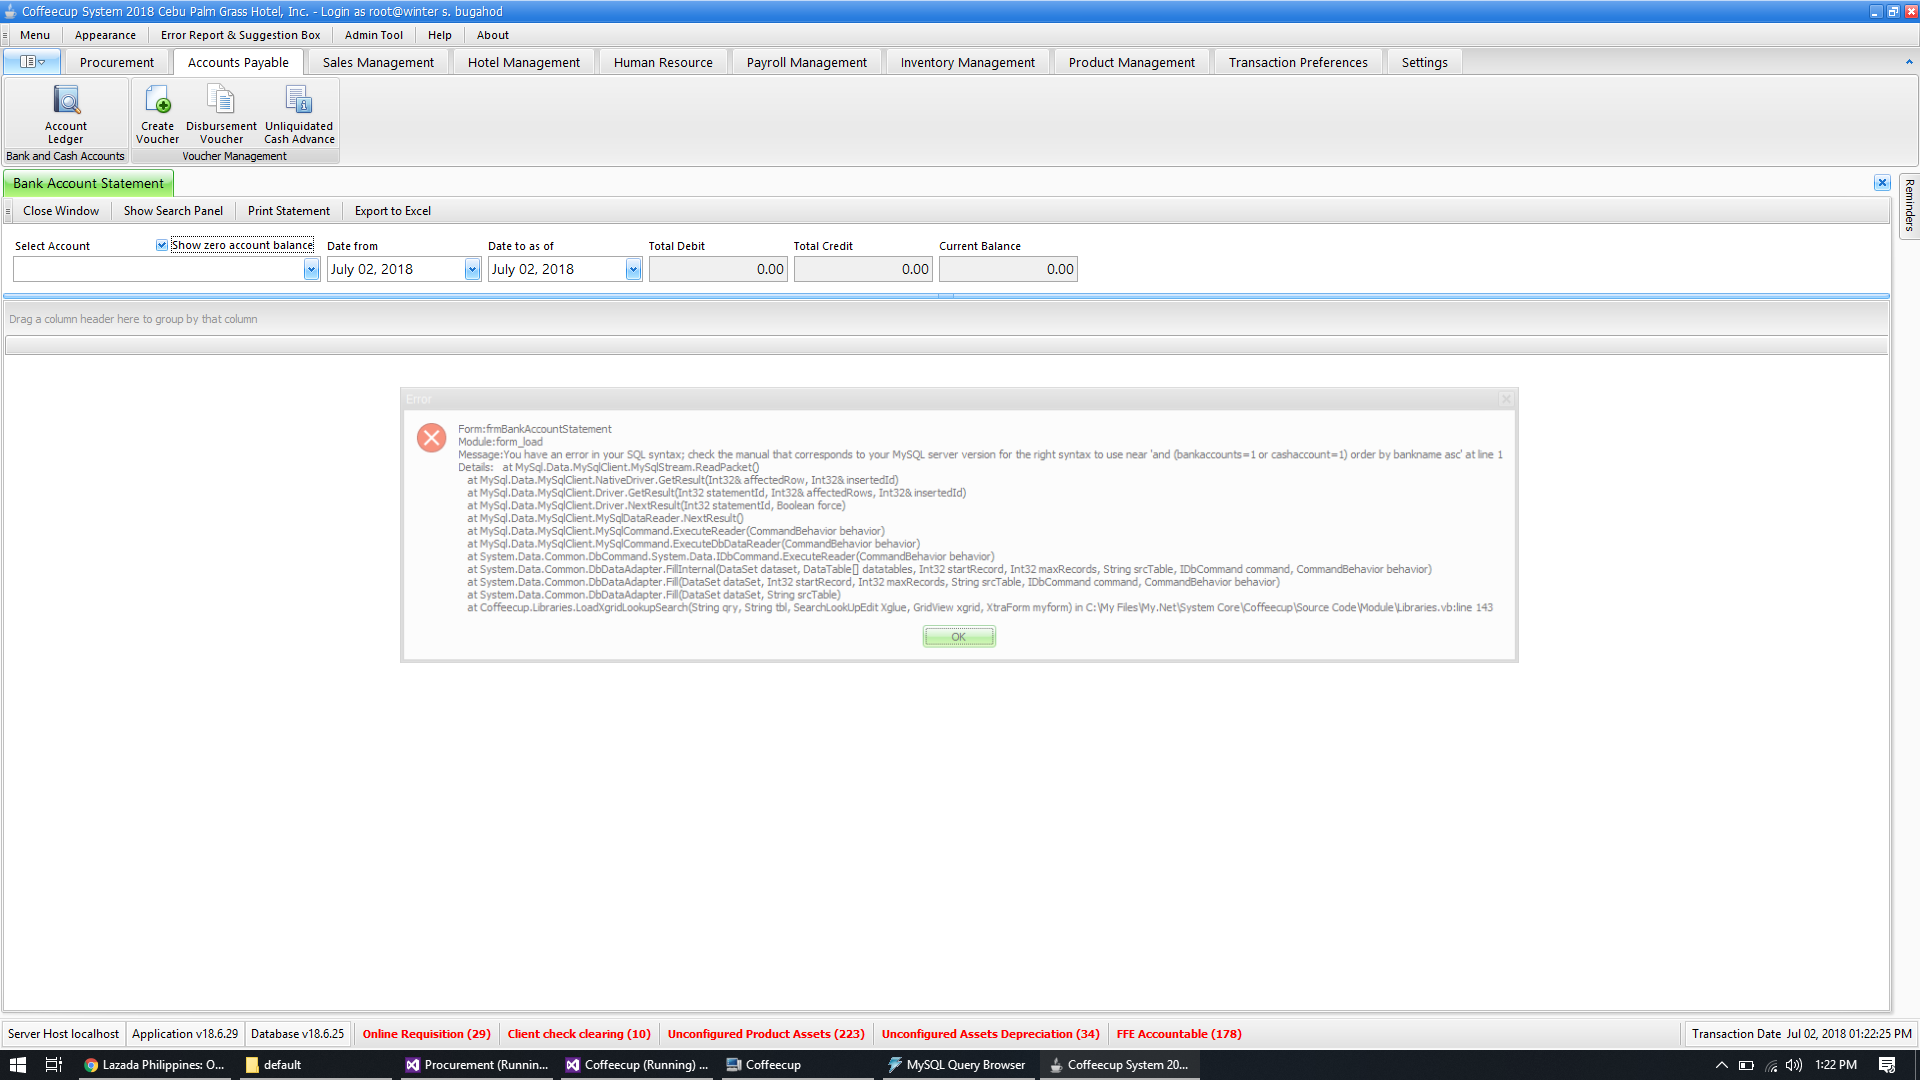 Coffeecup System 2018 Cebu Palm Grass Hotel, Inc. - Login as root@winter s. bugahod
Menu Appearance Error Report & Suggestion Box Admin Tool Help About
Procurement Accounts Payable Sales Management Hotel Management Human Resource Payroll Management Inventory Management Product Management Transaction Preferences Settings
Account Ledger
Create Voucher
Disbursement Voucher
Unliquidated Cash Advance
Bank and Cash Accounts Voucher Management
Bank Account Statement
Reminders
Close Window Show Search Panel Print Statement Export to Excel
Select Account Show zero account balance Date from Date to as of Total Debit Total Credit Current Balance
July 02, 2018 July 02, 2018 0.00 0.00 0.00
Drag a column header here to group by that column
Error
Form:frmBankAccountStatement
Module:form_load
Message:You have an error in your SQL syntax; check the manual that corresponds to your MySQL server version for the right syntax to use near 'and (bankaccounts=1 or cashaccount=1) order by bankname asc' at line 1
Details: at MySql.Data.MySqlClient.MySqlStream.ReadPacket()
at MySql.Data.MySqlClient.NativeDriver.GetResult(Int32& affectedRow, Int32& insertedId)
at MySql.Data.MySqlClient.Driver.GetResult(Int32 statementId, Int32& affectedRows, Int32& insertedId)
at MySql.Data.MySqlClient.Driver.NextResult(Int32 statementId, Boolean force)
at MySql.Data.MySqlClient.MySqlDataReader.NextResult()
at MySql.Data.MySqlClient.MySqlCommand.ExecuteReader(CommandBehavior behavior)
at MySql.Data.MySqlClient.MySqlCommand.ExecuteDbDataReader(CommandBehavior behavior)
at System.Data.Common.DbCommand.System.Data.IDbCommand.ExecuteReader(CommandBehavior behavior)
at System.Data.Common.DbDataAdapter.FillInternal(DataSet dataset, DataTable[] datatables, Int32 startRecord, Int32 maxRecords, String srcTable, IDbCommand command, CommandBehavior behavior)
at System.Data.Common.DbDataAdapter.Fill(DataSet dataSet, Int32 startRecord, Int32 maxRecords, String srcTable, IDbCommand command, CommandBehavior behavior)
at System.Data.Common.DbDataAdapter.Fill(DataSet dataSet, String srcTable)
at Coffeecup.Libraries.LoadXgridLookupSearch(String qry, String tbl, SearchLookUpEdit Xglue, GridView xgrid, XtraForm myform) in C:\My Files\My.Net\System Core\Coffeecup\Source Code\Module\Libraries.vb:line 143
OK
Server Host localhost Application v18.6.29 Database v18.6.25 Online Requisition (29) Client check clearing (10) Unconfigured Product Assets (223) Unconfigured Assets Depreciation (34) FFE Accountable (178) Transaction Date Jul 02, 2018 01:22:25 PM
Lazada Philippines: O... default Procurement (Runnin... Coffeecup (Running) ... Coffeecup MySQL Query Browser Coffeecup System 20... 1:22 PM